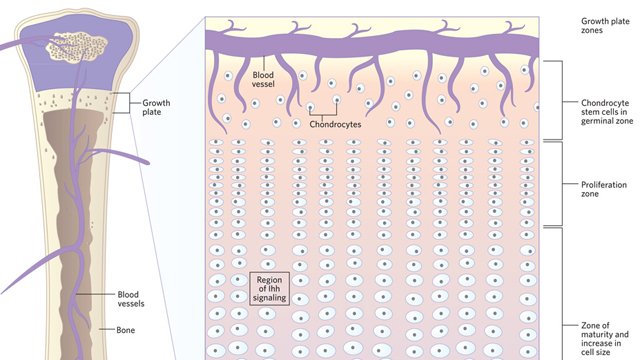 Growth
plate
Blood
vessels
Bone
Blood
vessel
Chondrocytes
Region
of Ihh
signaling
Growth plate
zones
Chondrocyte
stem cells in
germinal zone
Proliferation
zone
Zone of
maturity and
increase in
cell size